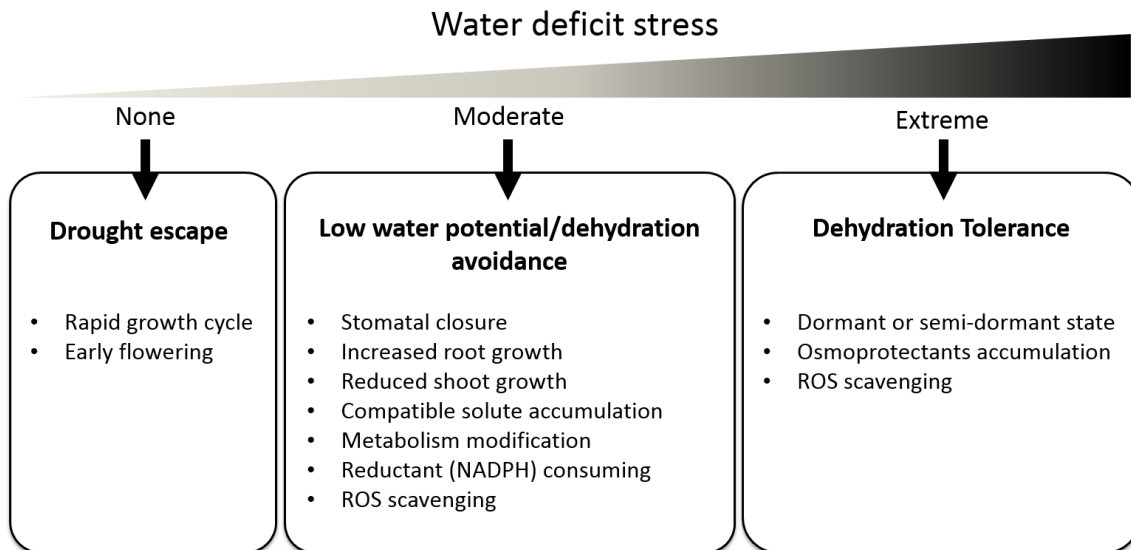 Water deficit stress
None
Moderate
Extreme
Drought escape
• Rapid growth cycle
• Early flowering
Low water potential/dehydration
avoidance
• Stomatal closure
• Increased root growth
• Reduced shoot growth
• Compatible solute accumulation
• Metabolism modification
• Reductant (NADPH) consuming
• ROS scavenging
Dehydration Tolerance
• Dormant or semi-dormant state
• Osmoprotectants accumulation
• ROS scavenging